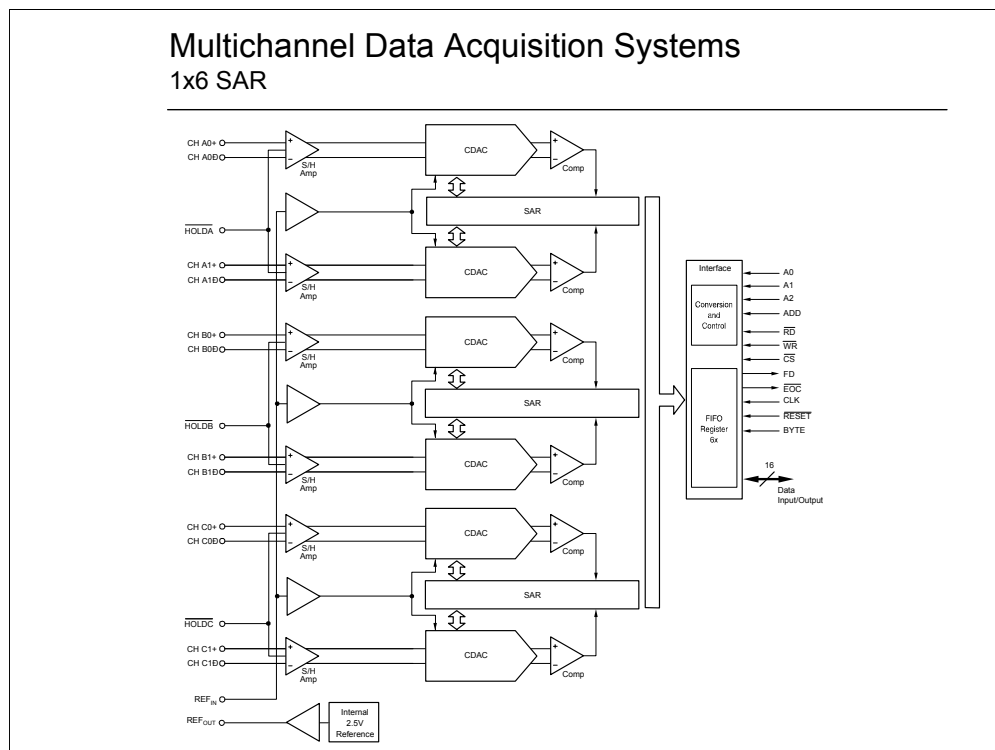 Multichannel Data Acquisition Systems
1x6 SAR
CH A0+
CH A0Ð
S/H
Amp
CDAC
Comp
SAR
HOLDA
CH A1+
CH A1Ð
S/H
Amp
CDAC
Comp
CH B0+
CH B0Ð
S/H
Amp
CDAC
Comp
SAR
HOLDB
CH B1+
CH B1Ð
S/H
Amp
CDAC
Comp
CH C0+
CH C0Ð
S/H
Amp
CDAC
Comp
SAR
HOLDC
CH C1+
CH C1Ð
S/H
Amp
CDAC
Comp
REFIN
REFOUT
Internal
2.5V
Reference
Interface
Conversion
and
Control
FIFO
Register
6x
A0
A1
A2
ADD
RD
WR
CS
FD
EOC
CLK
RESET
BYTE
16
Data
Input/Output